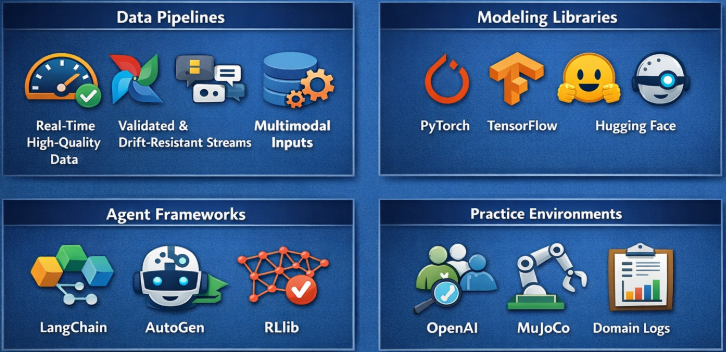 Data Pipelines
Real-Time
High-Quality
Data
Validated &
Drift-Resistant Streams
Multimodal
Inputs
Modeling Libraries
PyTorch
TensorFlow
Hugging Face
Agent Frameworks
LangChain
AutoGen
RLlib
Practice Environments
OpenAI
MuJoCo
Domain Logs